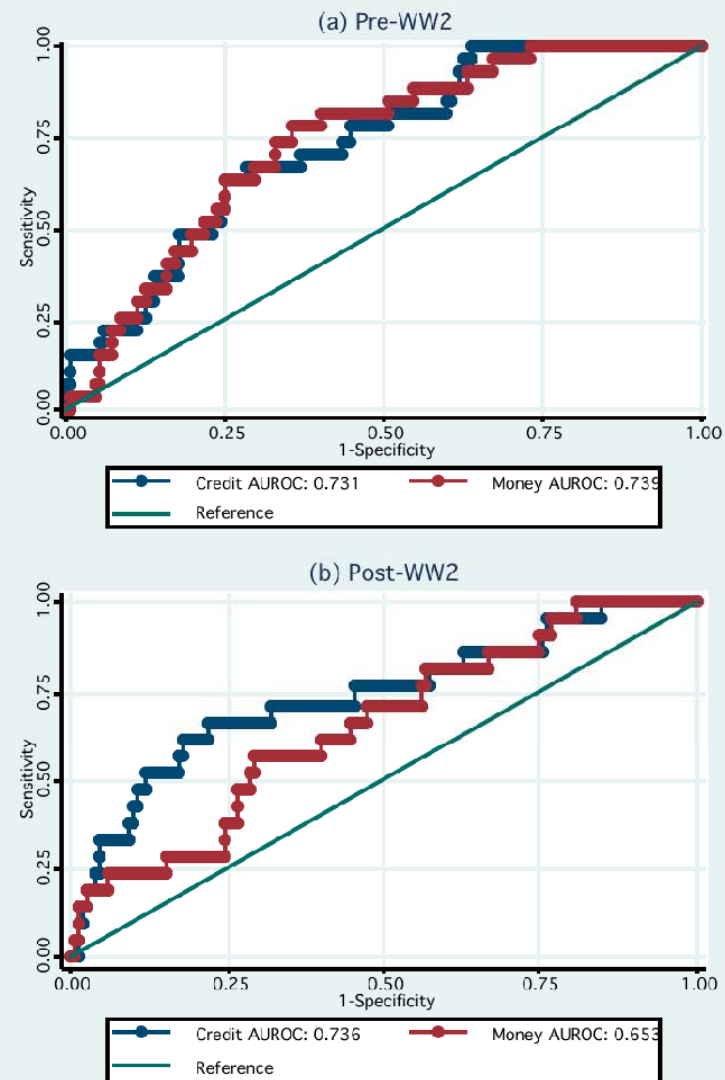 (a) Pre-WW2
1.00
0.75
0.50
0.25
0.00
Sensitivity
0.00 0.25 0.50 0.75 1.00
1-Specificity
Credit AUROC: 0.731 Money AUROC: 0.739
Reference
(b) Post-WW2
1.00
0.75
0.50
0.25
0.00
Sensitivity
0.00 0.25 0.50 0.75 1.00
1-Specificity
Credit AUROC: 0.736 Money AUROC: 0.653
Reference